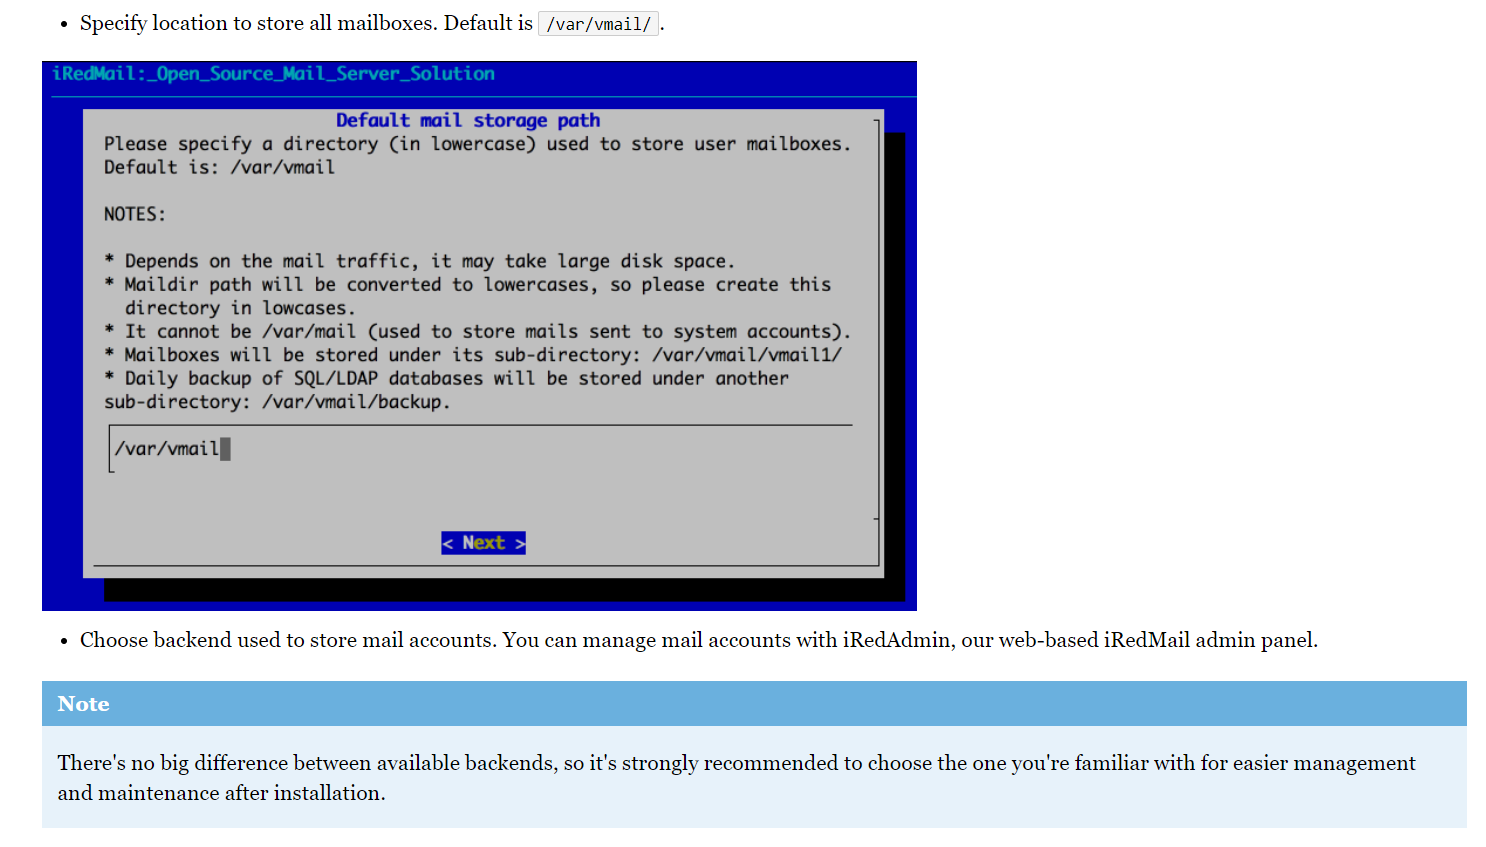 • Specify location to store all mailboxes. Default is /var/vmail/.
iRedMail:_Open_Source_Mail_Server_Solution
Default mail storage path
Please specify a directory (in lowercase) used to store user mailboxes.
Default is: /var/vmail
NOTES:
* Depends on the mail traffic, it may take large disk space.
* Maildir path will be converted to lowercases, so please create this
directory in lowcases.
* It cannot be /var/mail (used to store mails sent to system accounts).
* Mailboxes will be stored under its sub-directory: /var/vmail/vmail1/
* Daily backup of SQL/LDAP databases will be stored under another
sub-directory: /var/vmail/backup.
/var/vmail
< Next >
• Choose backend used to store mail accounts. You can manage mail accounts with iRedAdmin, our web-based iRedMail admin panel.
Note
There's no big difference between available backends, so it's strongly recommended to choose the one you're familiar with for easier management
and maintenance after installation.